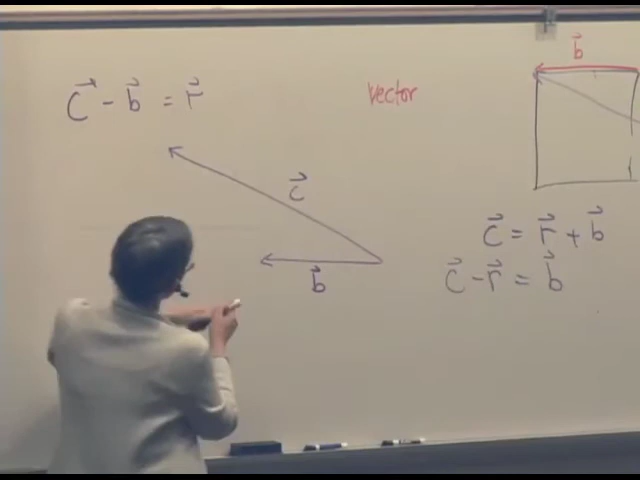 c⃗ - b⃗ = r⃗
vector
b⃗
c⃗
b⃗
c⃗ = r⃗ + b⃗
c⃗ - r⃗ = b⃗